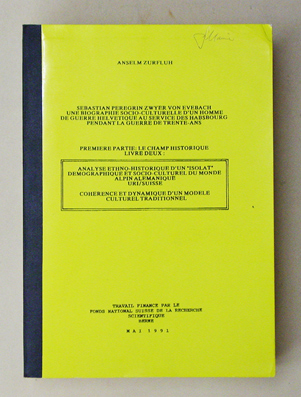 ANSELM ZURFLUH
SEBASTIAN PEREGRIN ZWYER VON EVEBACH
UNE BIOGRAPHIE SOCIO-CULTURELLE D'UN HOMME
DE GUERRE HELVETIQUE AU SERVICE DES HABSBOURG
PENDANT LA GUERRE DE TRENTE-ANS
PREMIERE PARTIE: LE CHAMP HISTORIQUE
LIVRE DEUX:
ANALYSE ETHNO-HISTORIQUE D'UN "ISOLAT"
DEMOGRAPHIQUE ET SOCIO-CULTUREL DU MONDE
ALPIN ALEMANIQUE
URI/SUISSE
COHERENCE ET DYNAMIQUE D'UN MODELE
CULTUREL TRADITIONNEL
TRAVAIL FINANCE PAR LE
FONDS NATIONAL SUISSE DE LA RECHERCHE
SCIENTIFIQUE
BERNE
MAI 1991